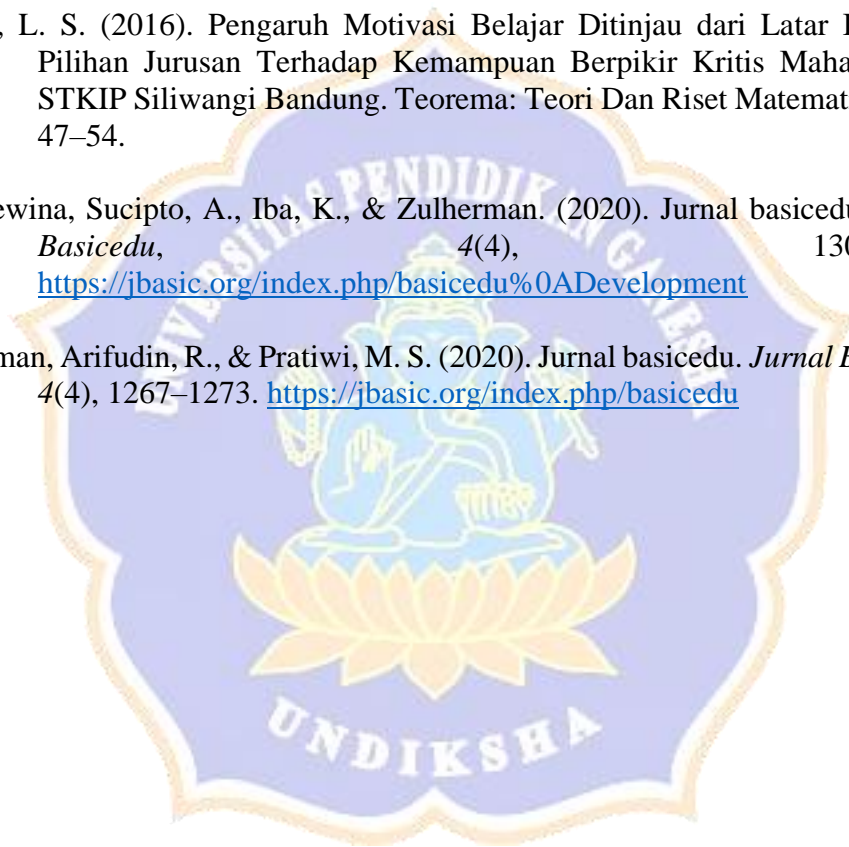 , L. S. (2016). Pengaruh Motivasi Belajar Ditinjau dari Latar
Pilihan Jurusan Terhadap Kemampuan Berpikir Kritis Maha
STKIP Siliwangi Bandung. Teorema: Teori Dan Riset Matemat
47–54.
ewina, Sucipto, A., Iba, K., & Zulherman. (2020). Jurnal basicedu
Basicedu, 4(4), 130
https://jbasic.org/index.php/basicedu%0ADevelopment
man, Arifudin, R., & Pratiwi, M. S. (2020). Jurnal basicedu. Jurnal
4(4), 1267–1273. https://jbasic.org/index.php/basicedu
UNIVERSITAS PENDIDIKAN GANESHA
UNDIKSHA